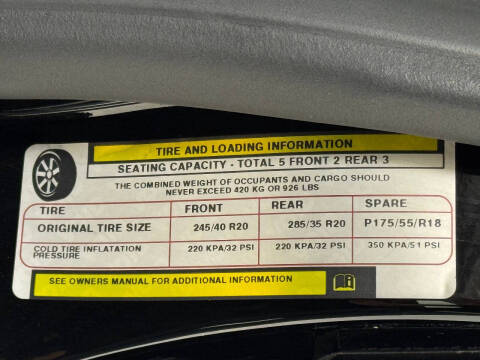 TIRE AND LOADING INFORMATION
SEATING CAPACITY - TOTAL 5 FRONT 2 REAR 3
THE COMBINED WEIGHT OF OCCUPANTS AND CARGO SHOULD
NEVER EXCEED 420 KG OR 926 LBS
TIRE FRONT REAR SPARE
ORIGINAL TIRE SIZE 245/40 R20 285/35 R20 P175/55/R18
COLD TIRE INFLATATION 220 KPA/32 PSI 220 KPA/32 PSI 350 KPA/51 PSI
PRESSURE
SEE OWNERS MANUAL FOR ADDITIONAL INFORMATION